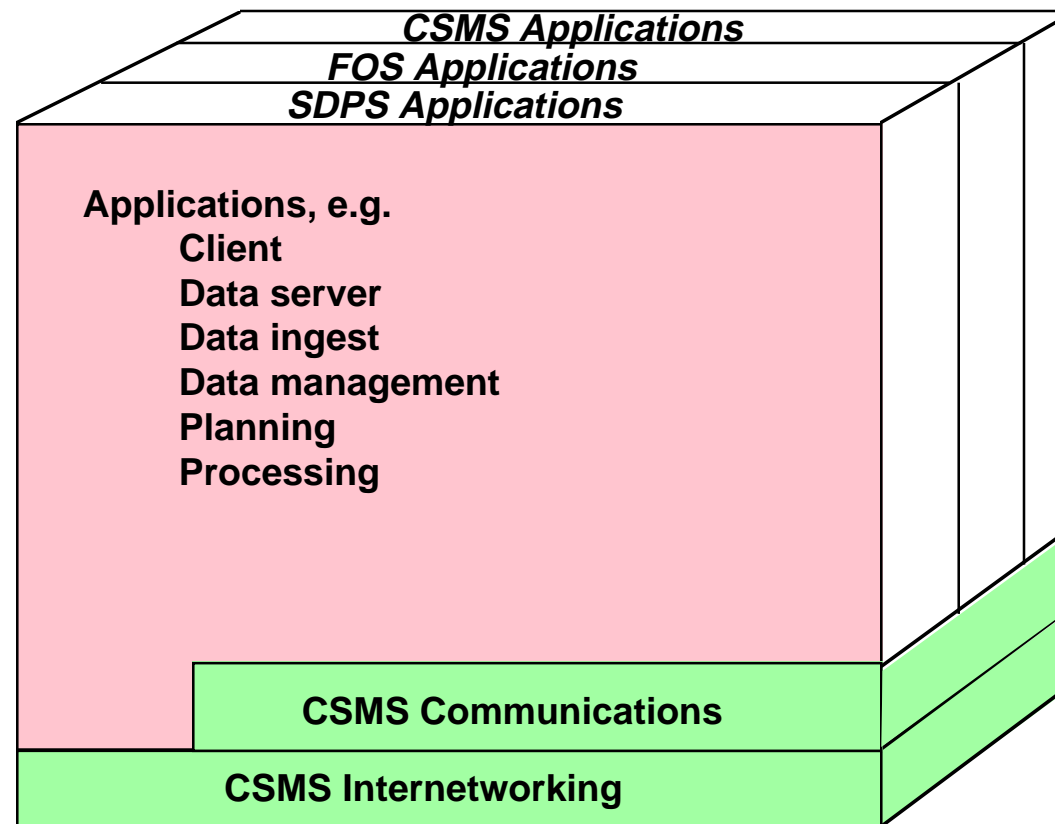 CSMS Applications
FOS Applications
SDPS Applications
Applications, e.g.
Client
Data server
Data ingest
Data management
Planning
Processing
CSMS Communications
CSMS Internetworking